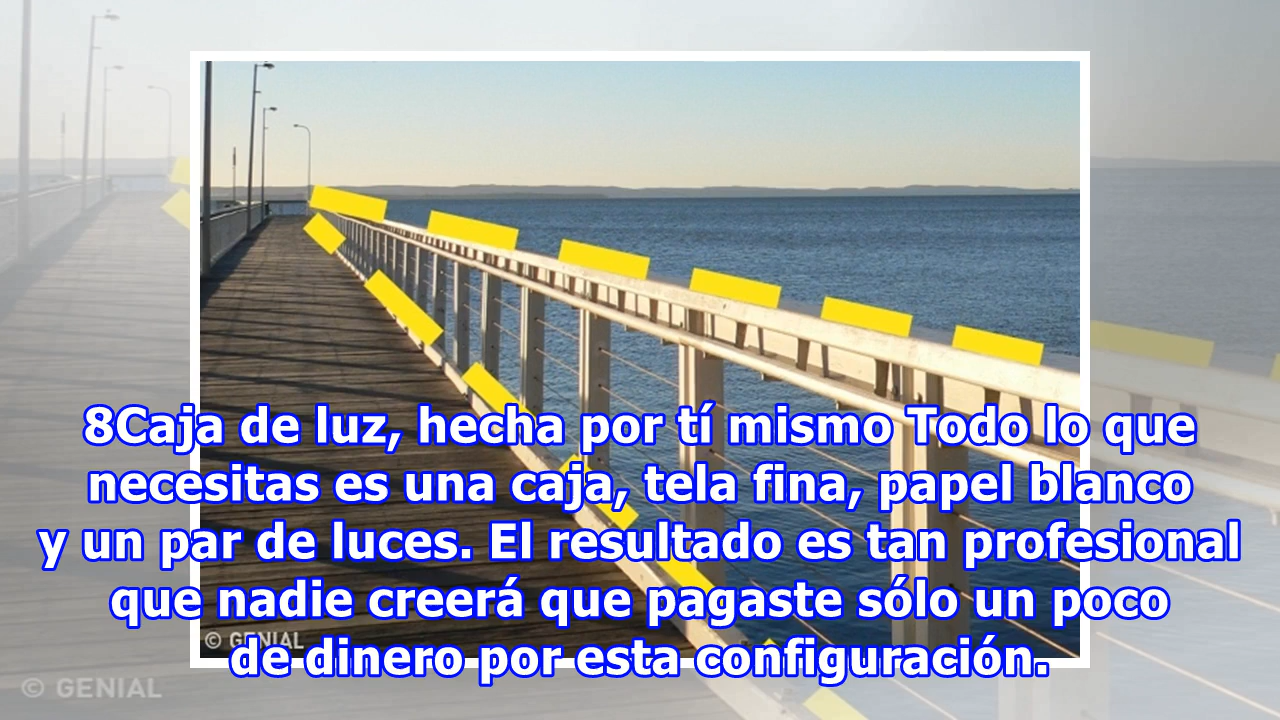 8Caja de luz, hecha por tí mismo Todo lo que
necesitas es una caja, tela fina, papel blanco
y un par de luces. El resultado es tan profesional
que nadie creerá que pagaste sólo un poco
© GENIAL
de dinero por esta configuración.
© GENIAL